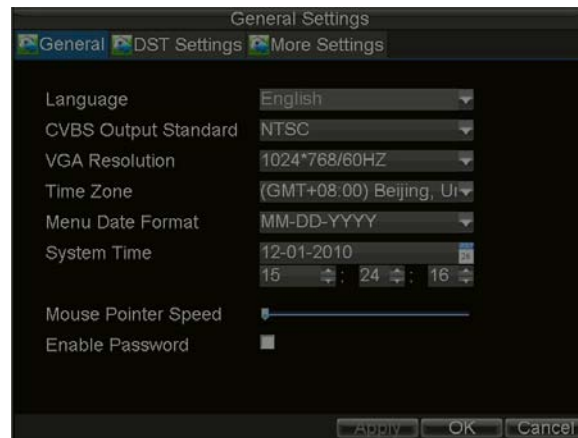 General Settings
General DST Settings More Settings
Language English
CVBS Output Standard NTSC
VGA Resolution 1024*768/60HZ
Time Zone (GMT+08:00) Beijing, Ur
Menu Date Format MM-DD-YYYY
System Time 12-01-2010
15 : 24 : 16
Mouse Pointer Speed
Enable Password
Apply OK Cancel